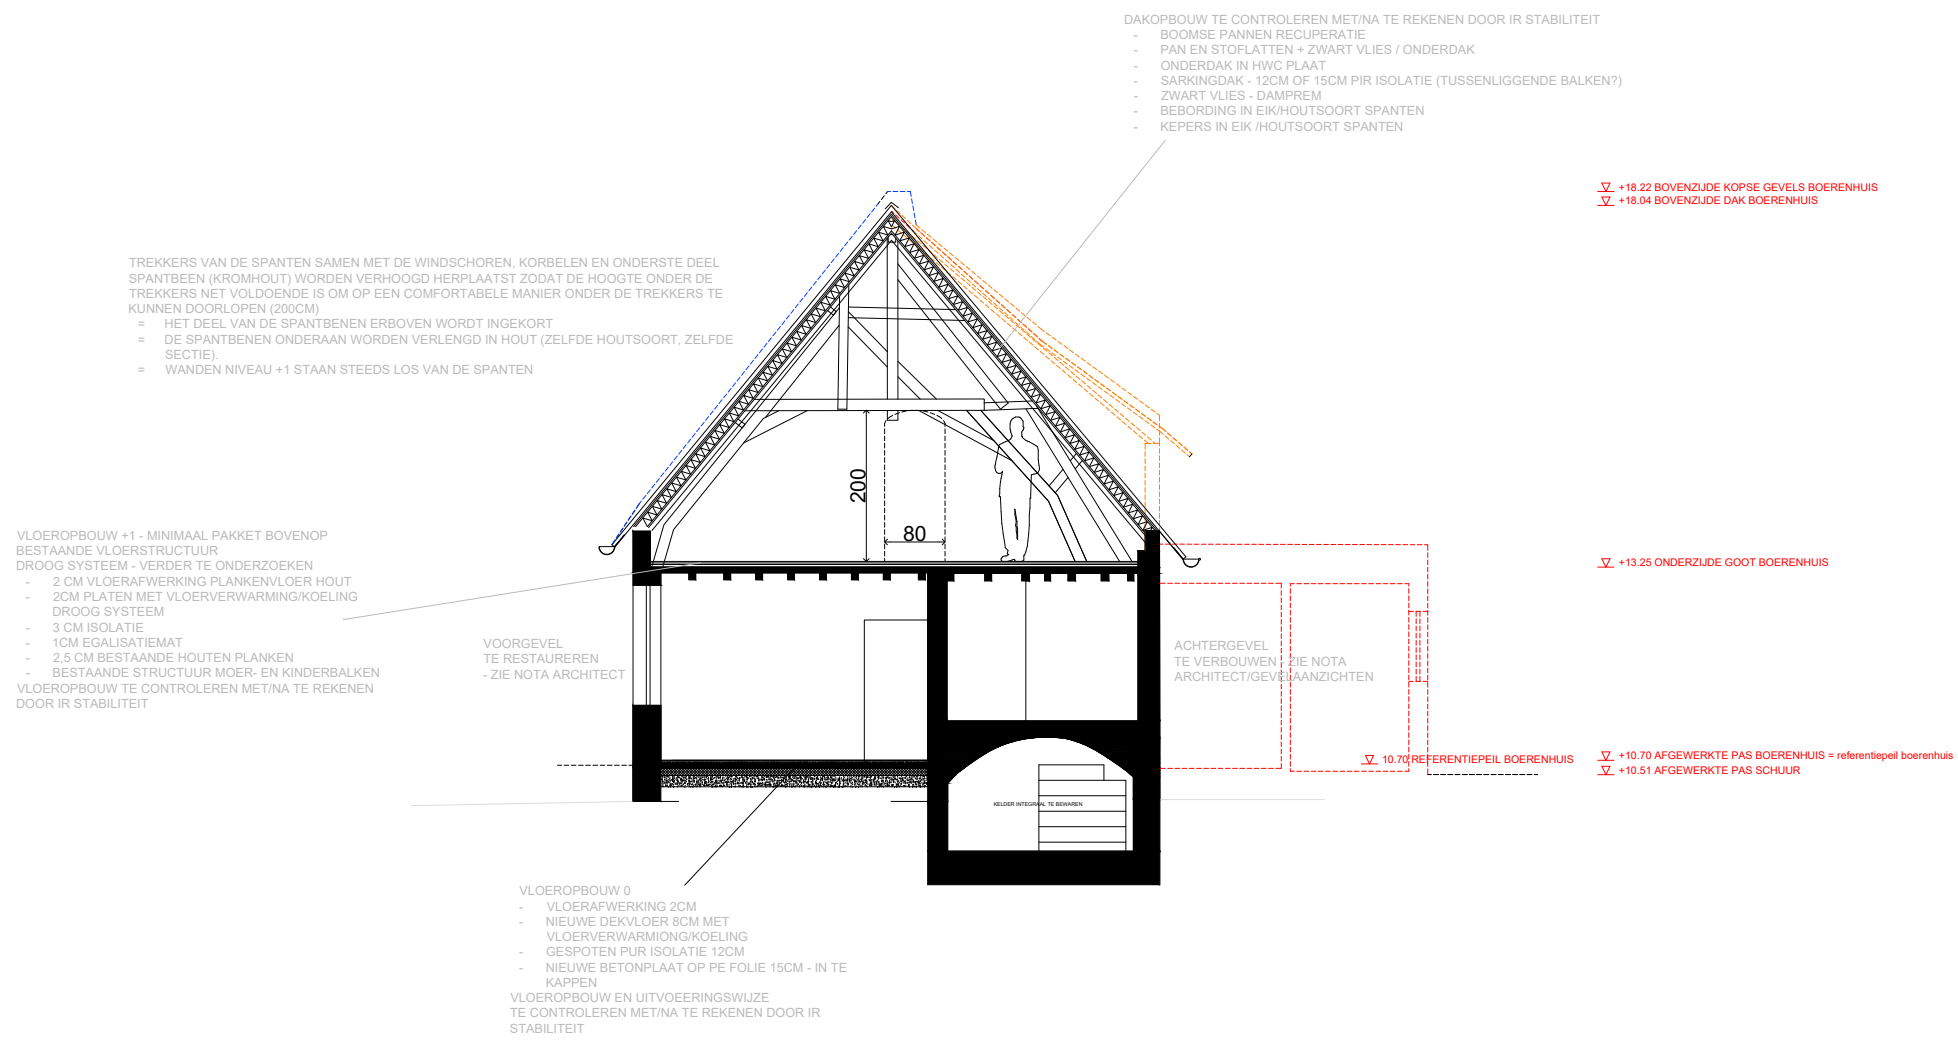 DAKOPBOUW TE CONTROLEREN MET/NA TE REKENEN DOOR IR STABILITEIT
- BOOMSE PANNEN RECUPERATIE
- PAN EN STOFLATTEN + ZWART VLIES / ONDERDAK
- ONDERDAK IN HWC PLAAT
- SARKINGDAK - 12CM OF 15CM PIR ISOLATIE (TUSSENLIGGENDE BALKEN?)
- ZWART VLIES - DAMPREM
- BEBORDING IN EIK/HOUTSOORT SPANTEN
- KEPERS IN EIK /HOUTSOORT SPANTEN
+18.22 BOVENZIJDE KOPSE GEVELS BOERENHUIS
+18.04 BOVENZIJDE DAK BOERENHUIS
TREKKERS VAN DE SPANTEN SAMEN MET DE WINDSCHOREN, KORBELEN EN ONDERSTE DEEL
SPANTBEEN (KROMHOUT) WORDEN VERHOOGD HERPLAATST ZODAT DE HOOGTE ONDER DE
TREKKERS NET VOLDOENDE IS OM OP EEN COMFORTABELE MANIER ONDER DE TREKKERS TE
KUNNEN DOORLOPEN (200CM)
= HET DEEL VAN DE SPANTBENEN ERBOVEN WORDT INGEKORT
= DE SPANTBENEN ONDERAAN WORDEN VERLENGD IN HOUT (ZELFDE HOUTSOORT, ZELFDE
SECTIE).
= WANDEN NIVEAU +1 STAAN STEEDS LOS VAN DE SPANTEN
200
80
VLOEROPBOUW +1 - MINIMAAL PAKKET BOVENOP
BESTAANDE VLOERSTRUCTUUR
DROOG SYSTEEM - VERDER TE ONDERZOEKEN
- 2 CM VLOERAFWERKING PLANKENVLOER HOUT
- 2CM PLATEN MET VLOERVERWARMING/KOELING
DROOG SYSTEEM
- 3 CM ISOLATIE
- 1CM EGALISATIEMAT
- 2,5 CM BESTAANDE HOUTEN PLANKEN
- BESTAANDE STRUCTUUR MOER- EN KINDERBALKEN
VLOEROPBOUW TE CONTROLEREN MET/NA TE REKENEN
DOOR IR STABILITEIT
+13.25 ONDERZIJDE GOOT BOERENHUIS
VOORGEVEL
TE RESTAUREREN
- ZIE NOTA ARCHITECT
ACHTERGEVEL
TE VERBOUWEN - ZIE NOTA
ARCHITECT/GEVELAANZICHTEN
10.70 REFERENTIEPEIL BOERENHUIS
+10.70 AFGEWERKTE PAS BOERENHUIS = referentiepeil boerenhuis
+10.51 AFGEWERKTE PAS SCHUUR
KELDER INTEGRAAL TE BEWAREN
VLOEROPBOUW 0
- VLOERAFWERKING 2CM
- NIEUWE DEKVLOER 8CM MET
VLOERVERWARMIONG/KOELING
- GESPOTEN PUR ISOLATIE 12CM
- NIEUWE BETONPLAAT OP PE FOLIE 15CM - IN TE
KAPPEN
VLOEROPBOUW EN UITVOEERINGSWIJZE
TE CONTROLEREN MET/NA TE REKENEN DOOR IR
STABILITEIT